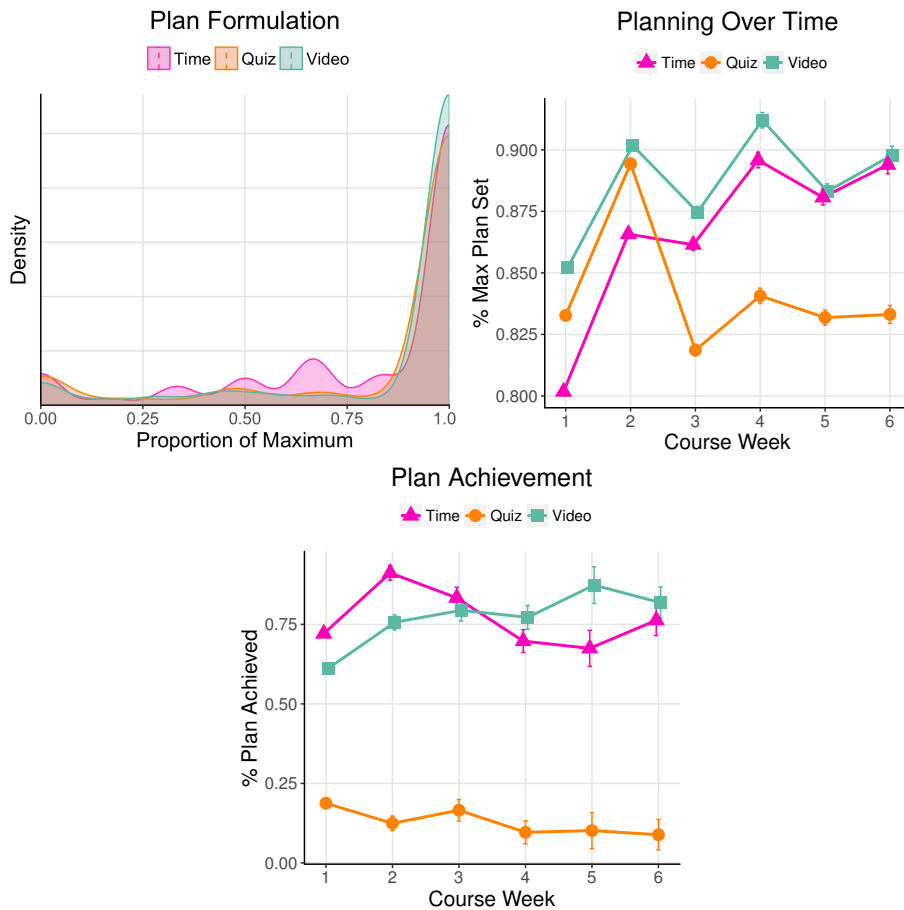 Plan Formulation
Time Quiz Video
Density
0.00 0.25 0.50 0.75 1.0
Proportion of Maximum
Planning Over Time
Time Quiz Video
% Max Plan Set
0.900
0.875
0.850
0.825
0.800
1 2 3 4 5 6
Course Week
Plan Achievement
Time Quiz Video
% Plan Achieved
0.75
0.50
0.25
0.00
1 2 3 4 5 6
Course Week